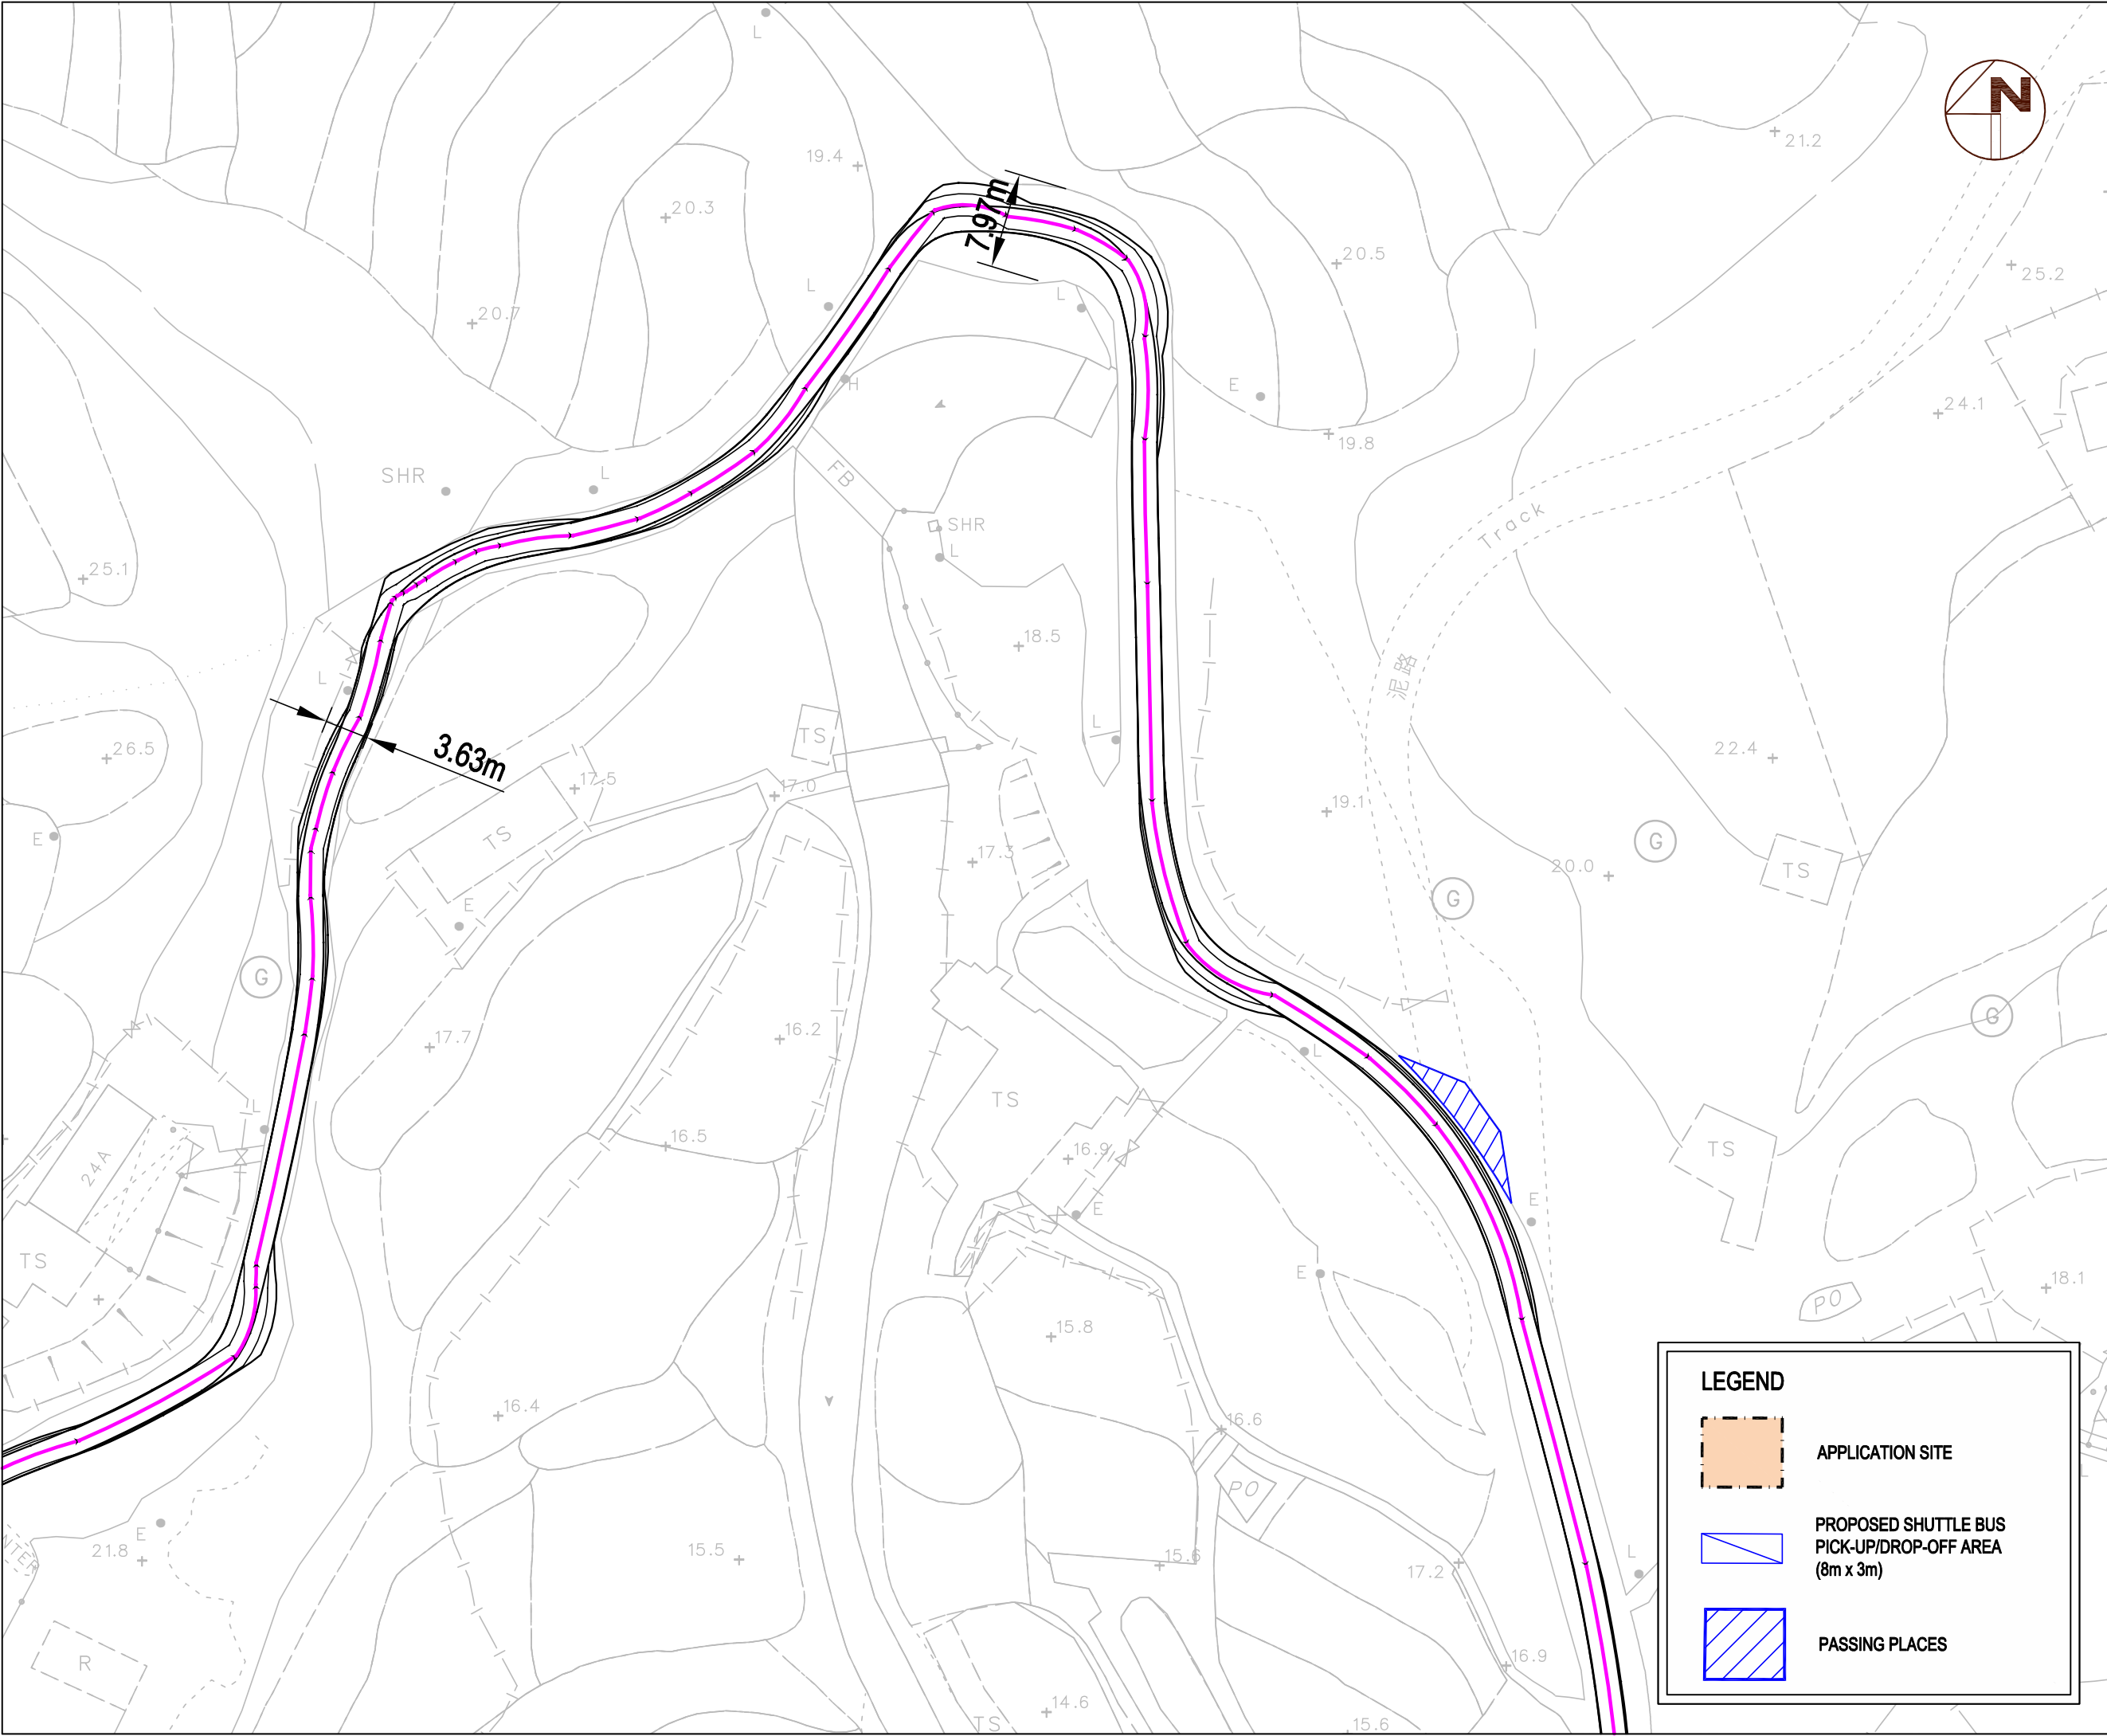 L
N
21.2
19.4
20.3
7.97m
20.5
25.2
20.7
L
L
H
E
24.1
19.8
SHR
L
FB
SHR
L
Track
25.1
18.5
泥路
L
3.63m
TS
L
26.5
17.5
17.0
22.4
19.1
E
TS
17.3
G
20.0
TS
E
G
G
G
17.7
16.2
L
L
TS
16.5
16.9
TS
24A
E
E
TS
E
18.1
PO
15.8
LEGEND
16.4
16.6
APPLICATION SITE
L
PO
PROPOSED SHUTTLE BUS
PICK-UP/DROP-OFF AREA
(8m x 3m)
E
21.8
15.5
15.6
17.2
L
NTER
PASSING PLACES
R
16.9
14.6
TS
15.6